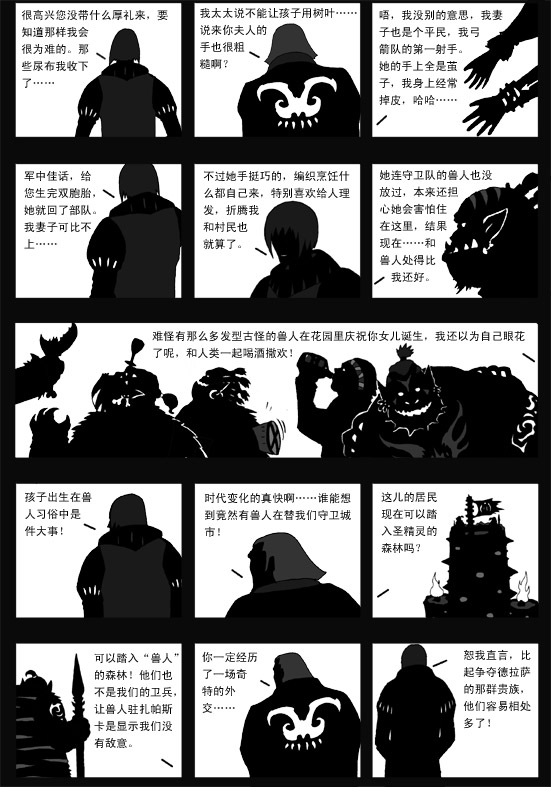 很高兴您没带什么厚礼来，要
知道那样我会
很为难的。那
些尿布我收下
了……
我太太说不能让孩子用树叶……
说来你夫人的
手也很粗
糙啊？
唔，我没别的意思，我妻
子也是个平民，我弓
箭队的第一射手。
她的手上全是茧
子，我身上经常
掉皮，哈哈……
军中佳话，给
您生完双胞胎，
她就回了部队。
我妻子可比不
上……
不过她手挺巧的，编织烹饪什
么都自己来，特别喜欢给人理
发，折腾我
和村民也
就算了。
她连守卫队的兽人也没
放过，本来还担
心她会害怕住
在这里，结果
现在……和
兽人处得比
我还好。
难怪有那么多发型古怪的兽人在花园里庆祝你女儿诞生，我还以为自己眼花
了呢，和人类一起喝酒撒欢！
孩子出生在兽
人习俗中是
件大事！
时代变化的真快啊……谁能想
到竟然有兽人在替我们守卫城
市！
这儿的居民
现在可以踏
入圣精灵的
森林吗？
可以踏入“兽人”
的森林！他们也
不是我们的卫兵，
让兽人驻扎帕斯
卡是显示我们没
有敌意。
你一定经历
了一场奇
特的外
交……
恕我直言，比
起争夺德拉萨
的那群贵族，
他们容易相处
多了！